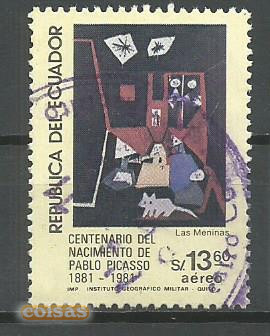 REPUBLICA DEL ECUADOR
Las Meninas
CENTENARIO DEL
NACIMIENTO DE
PABLO PICASSO
1881 - 1981
S/. 13.60
aéreo
IMP. INSTITUTO GEOGRAFICO MILITAR - QUITO
coisas